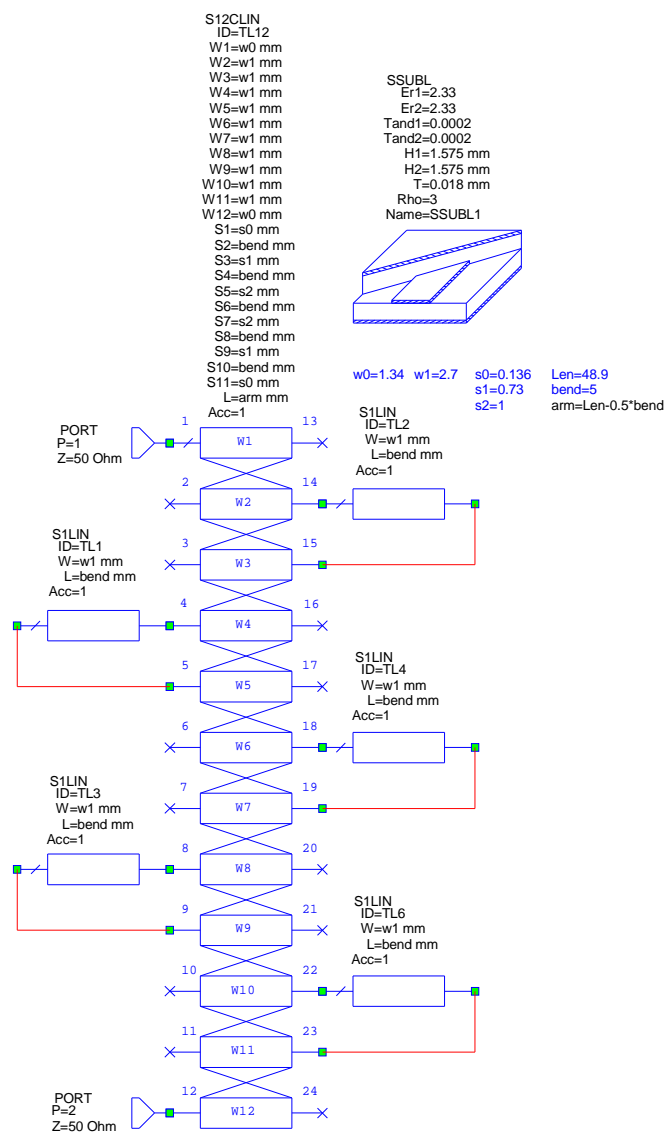 S12CLIN
ID=TL12
W1=w0 mm
W2=w1 mm
W3=w1 mm
W4=w1 mm
W5=w1 mm
W6=w1 mm
W7=w1 mm
W8=w1 mm
W9=w1 mm
W10=w1 mm
W11=w1 mm
W12=w0 mm
S1=s0 mm
S2=bend mm
S3=s1 mm
S4=bend mm
S5=s2 mm
S6=bend mm
S7=s2 mm
S8=bend mm
S9=s1 mm
S10=bend mm
S11=s0 mm
L=arm mm
Acc=1
SSUBL
Er1=2.33
Er2=2.33
Tand1=0.0002
Tand2=0.0002
H1=1.575 mm
H2=1.575 mm
T=0.018 mm
Rho=3
Name=SSUBL1
w0=1.34 w1=2.7 s0=0.136 Len=48.9
s1=0.73 bend=5
s2=1 arm=Len-0.5*bend
PORT
P=1
Z=50 Ohm
1 W1 13
S1LIN
ID=TL2
W=w1 mm
L=bend mm
Acc=1
2 W2 14
3 W3 15
S1LIN
ID=TL1
W=w1 mm
L=bend mm
Acc=1
4 W4 16
5 W5 17
S1LIN
ID=TL4
W=w1 mm
L=bend mm
Acc=1
6 W6 18
7 W7 19
S1LIN
ID=TL3
W=w1 mm
L=bend mm
Acc=1
8 W8 20
9 W9 21
S1LIN
ID=TL6
W=w1 mm
L=bend mm
Acc=1
10 W10 22
11 W11 23
PORT
P=2
Z=50 Ohm
12 W12 24